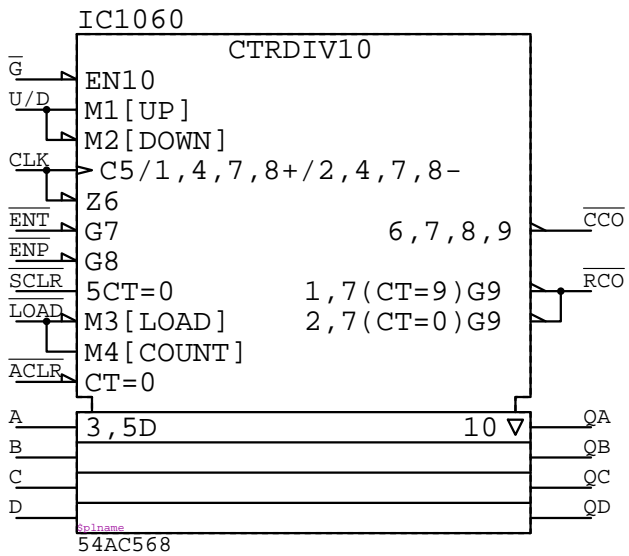 IC1060
CTRDIV10
G
EN10
U/D
M1[UP]
M2[DOWN]
CLK
C5/1,4,7,8+/2,4,7,8-
Z6
ENT
G7
6,7,8,9
CCO
ENP
G8
SCLR
5CT=0
1,7(CT=9)G9
RCO
LOAD
M3[LOAD]
2,7(CT=0)G9
M4[COUNT]
ACLR
CT=0
A
3,5D
10 ▽
QA
B
QB
C
QC
D
QD
$plname
54AC568